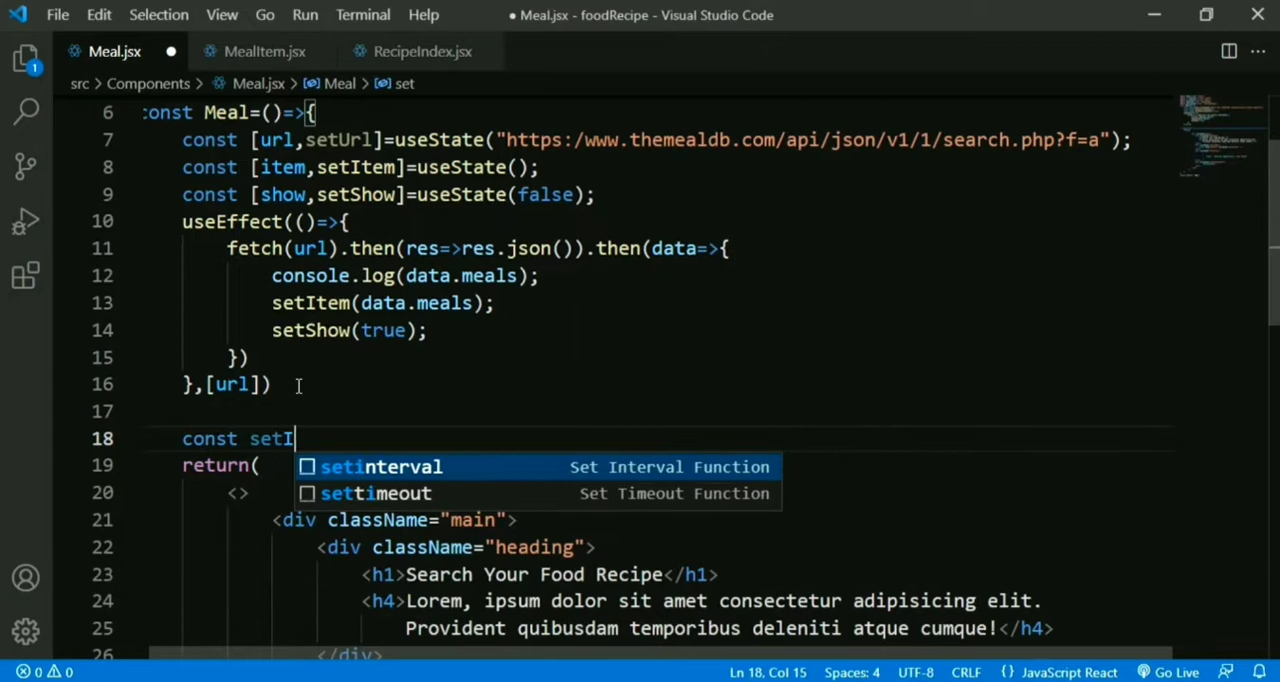 File Edit Selection View Go Run Terminal Help ● Meal.jsx - foodRecipe - Visual Studio Code
Meal.jsx ● MealItem.jsx RecipeIndex.jsx
1
src > Components > Meal.jsx > Meal > set
6 const Meal=()=>{
7 const [url,setUrl]=useState("https:/www.themealdb.com/api/json/v1/1/search.php?f=a");
8 const [item,setItem]=useState();
9 const [show,setShow]=useState(false);
10 useEffect(()=>{
11 fetch(url).then(res=>res.json()).then(data=>{
12 console.log(data.meals);
13 setItem(data.meals);
14 setShow(true);
15 })
16 },[url])
17
18 const setI
setinterval Set Interval Function
settimeout Set Timeout Function
19 return(
20 <>
21 <div className="main">
22 <div className="heading">
23 <h1>Search Your Food Recipe</h1>
24 <h4>Lorem, ipsum dolor sit amet consectetur adipisicing elit.
25 Provident quibusdam temporibus deleniti atque cumque!</h4>
26 </div>
0 0 Ln 18, Col 15 Spaces: 4 UTF-8 CRLF {} JavaScript React Go Live